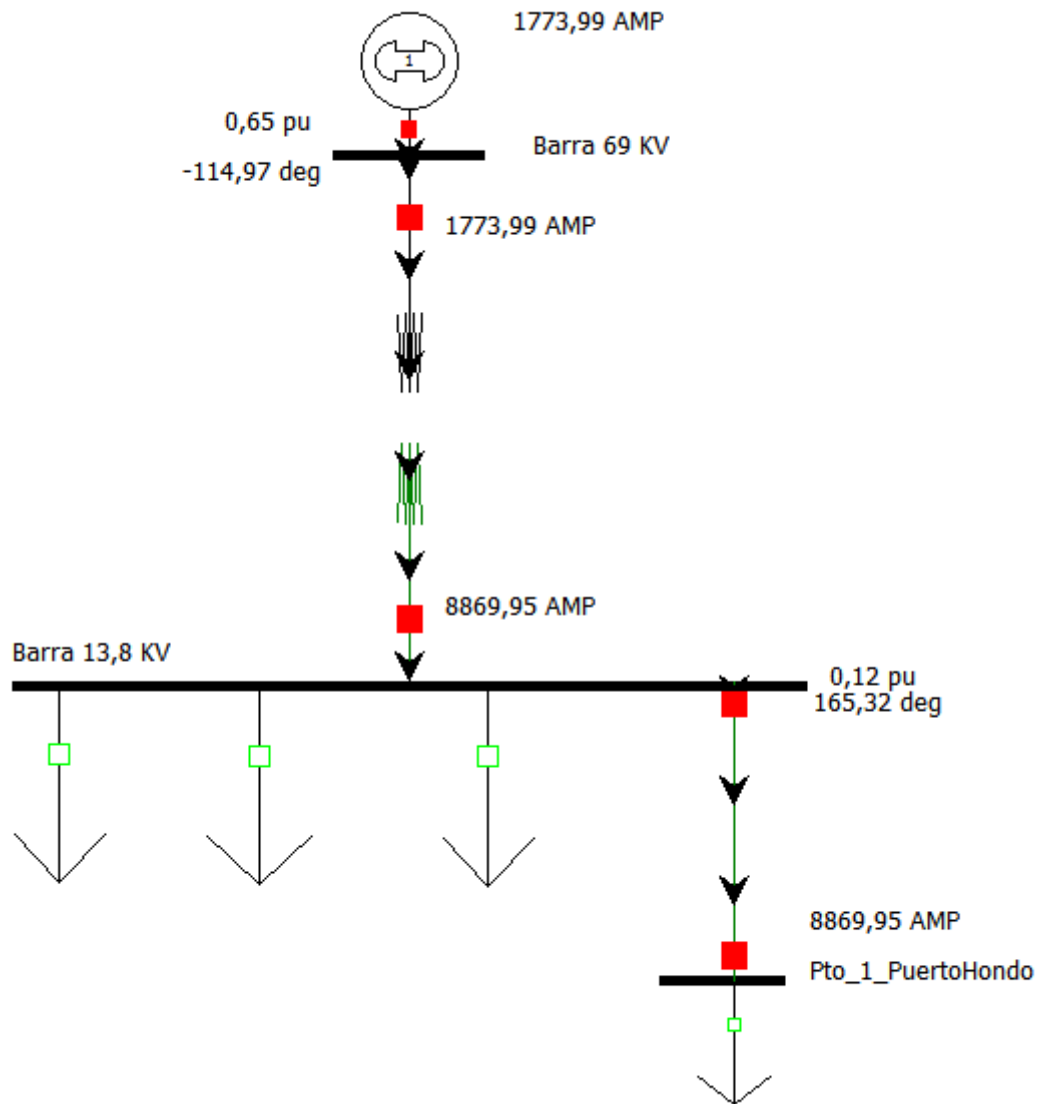 1773,99 AMP
1
0,65 pu
Barra 69 KV
-114,97 deg
1773,99 AMP
8869,95 AMP
Barra 13,8 KV
0,12 pu
165,32 deg
8869,95 AMP
Pto_1_PuertoHondo